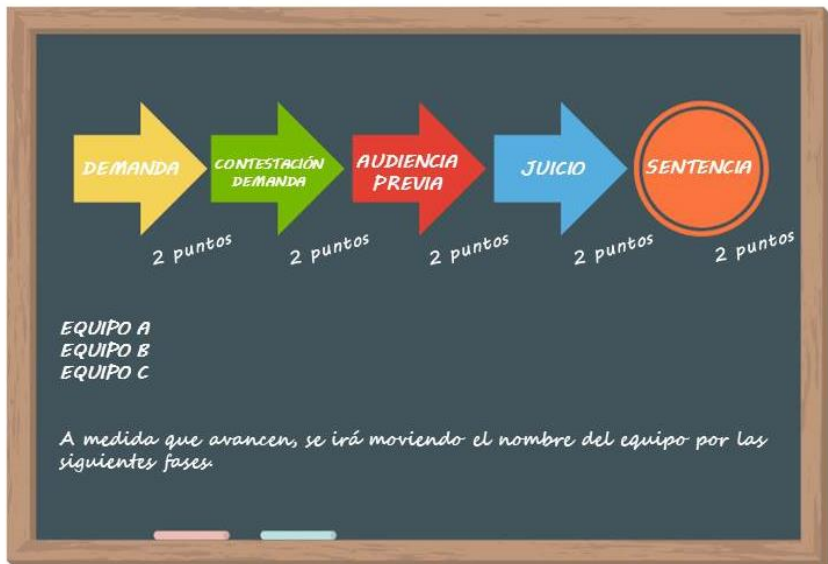 DEMANDA
CONTESTACIÓN
DEMANDA
AUDIENCIA
PREVIA
JUICIO
SENTENCIA
2 puntos
2 puntos
2 puntos
2 puntos
2 puntos
EQUIPO A
EQUIPO B
EQUIPO C
A medida que avancen, se irá moviendo el nombre del equipo por las
siguientes fases.